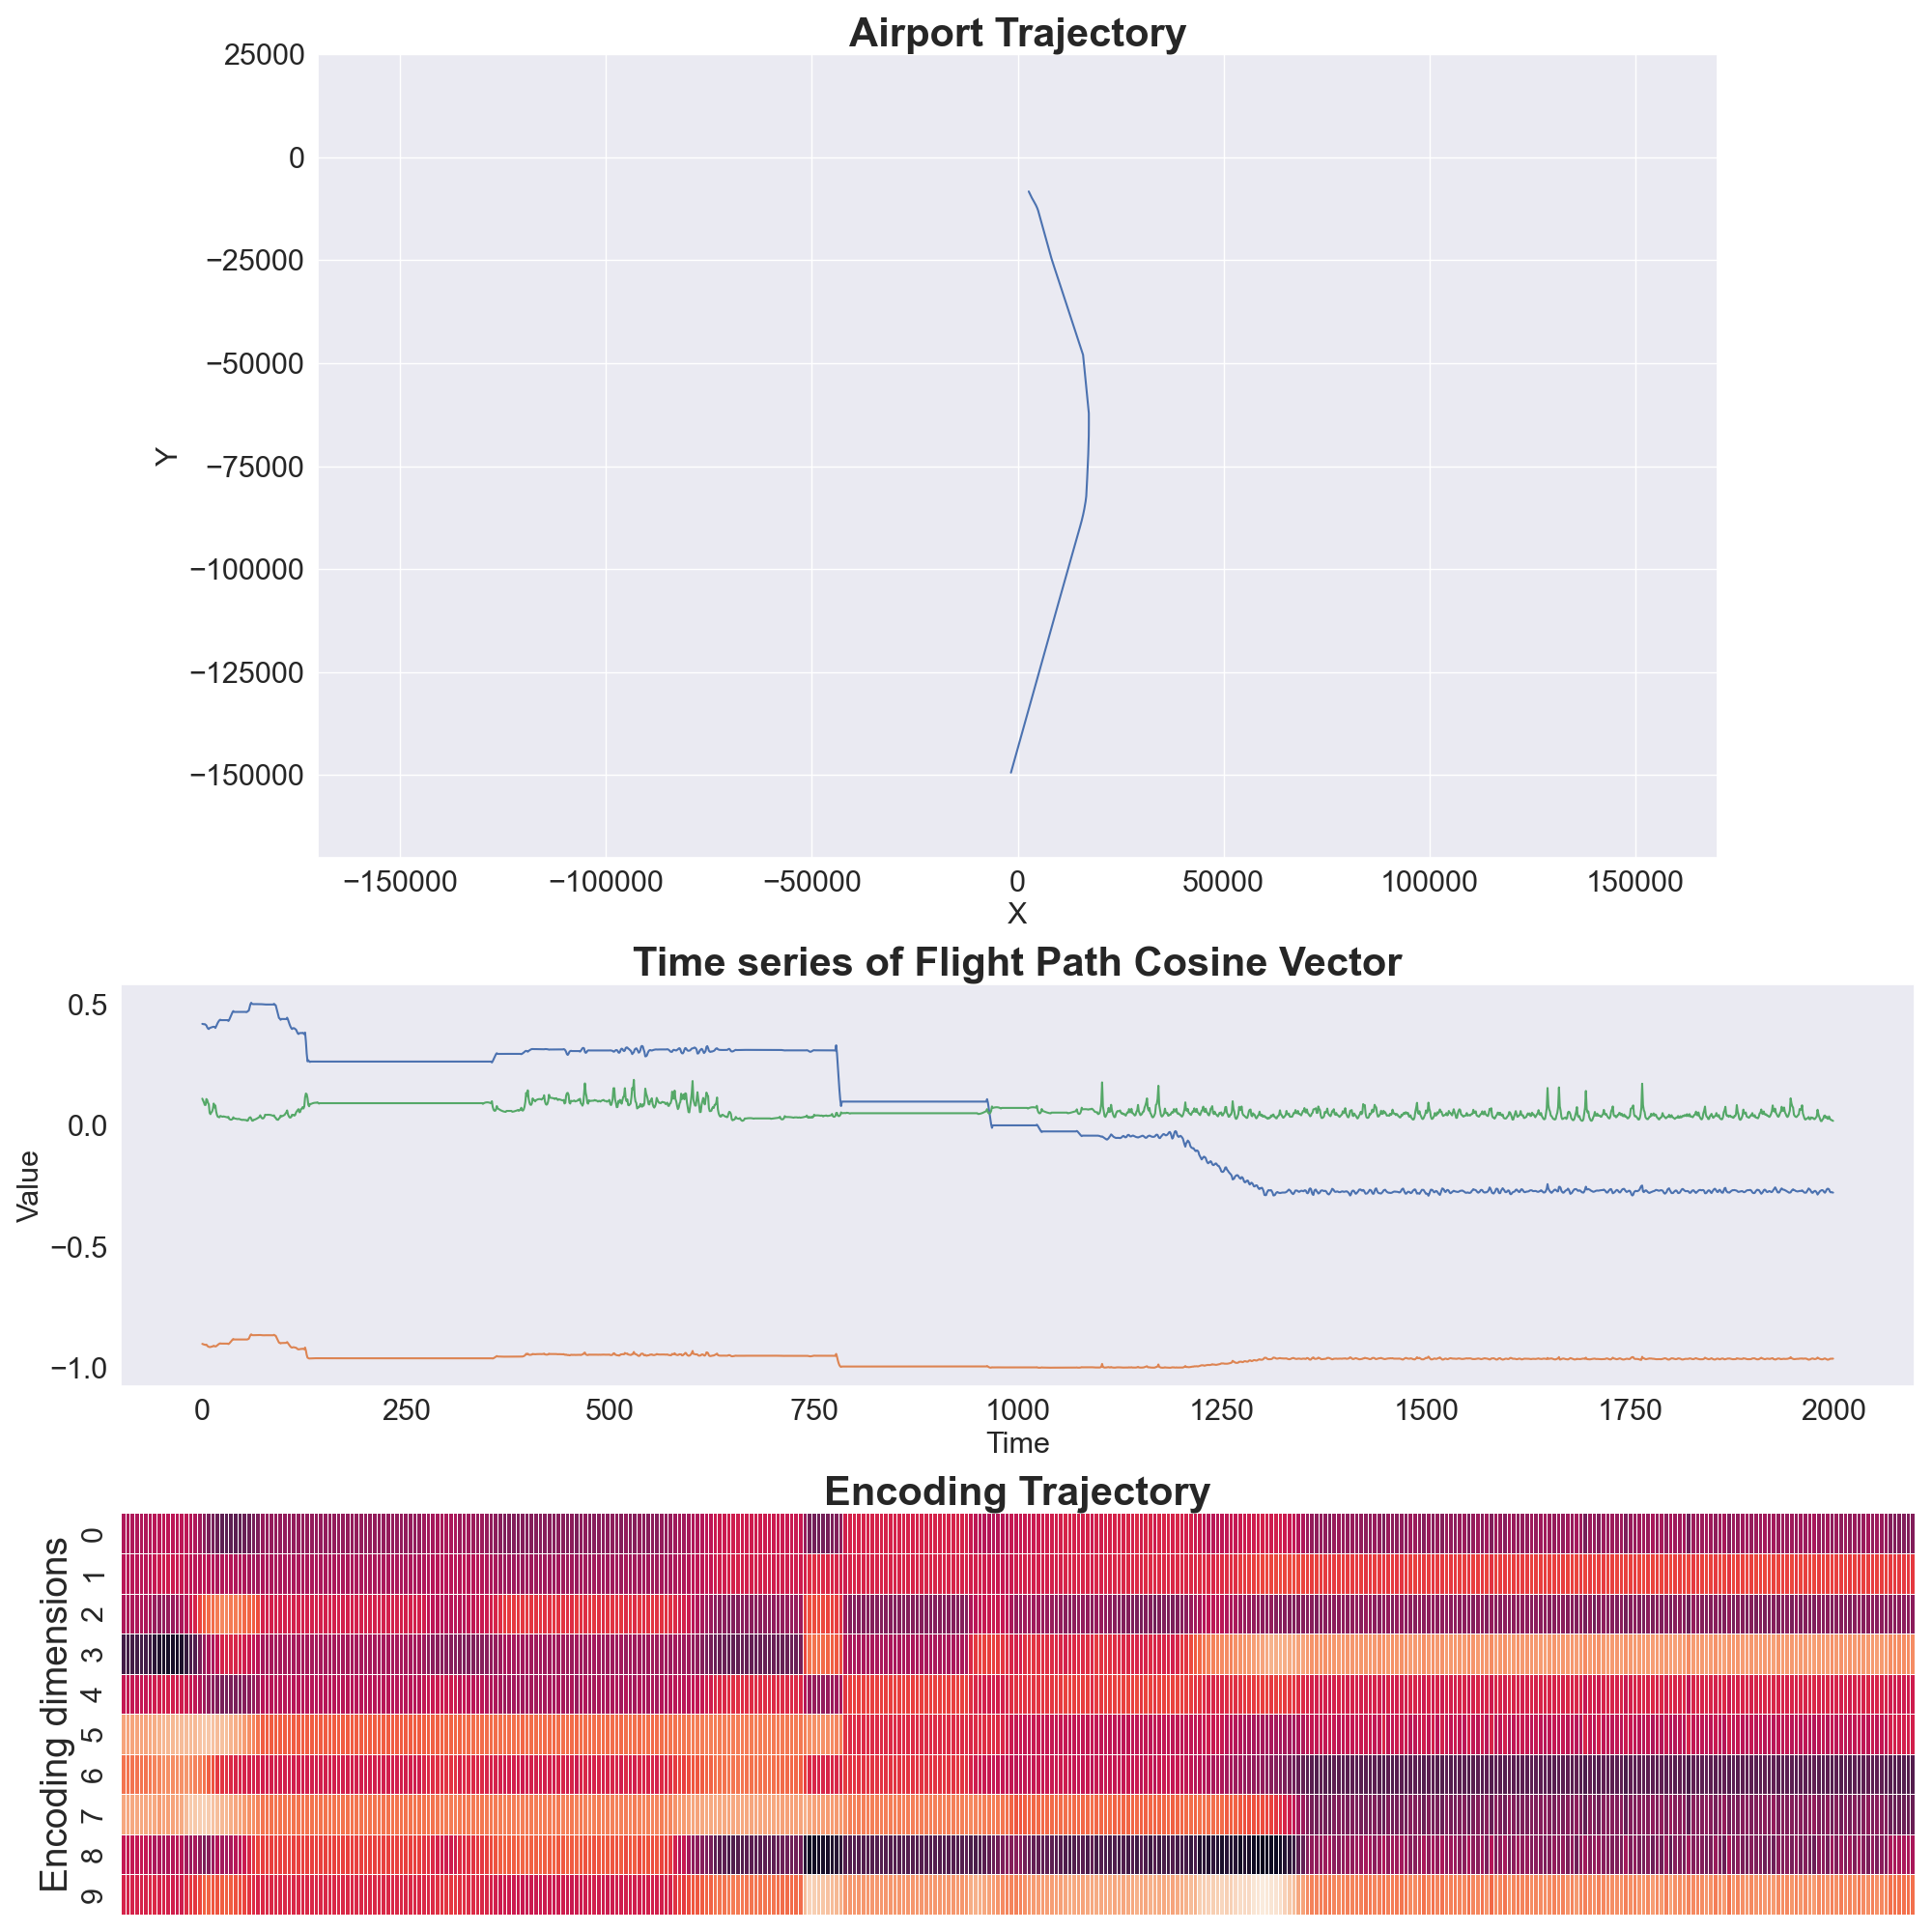 Airport Trajectory
25000
0
−25000
−50000
−75000
−100000
−125000
−150000
Y
−150000 −100000 −50000 0 50000 100000 150000
X
Time series of Flight Path Cosine Vector
0.5
0.0
−0.5
−1.0
Value
0 250 500 750 1000 1250 1500 1750 2000
Time
Encoding Trajectory
Encoding dimensions
0
1
2
3
4
5
6
7
8
9